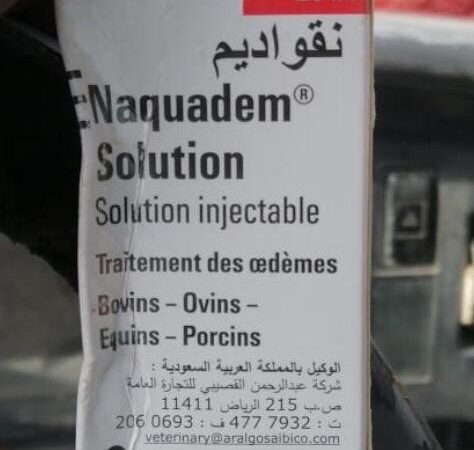 نقواديم
Naquadem®
Solution
Solution injectable
Traitement des œdèmes
Bovins – Ovins –
Equins – Porcins
الوكيل بالمملكة العربية السعودية :
شركة عبدالرحمن القصيبي للتجارة العامة
ص.ب 215 الرياض 11411
ت : 7932 477 ف : 0693 206
veterinary@aralgosaibico.com